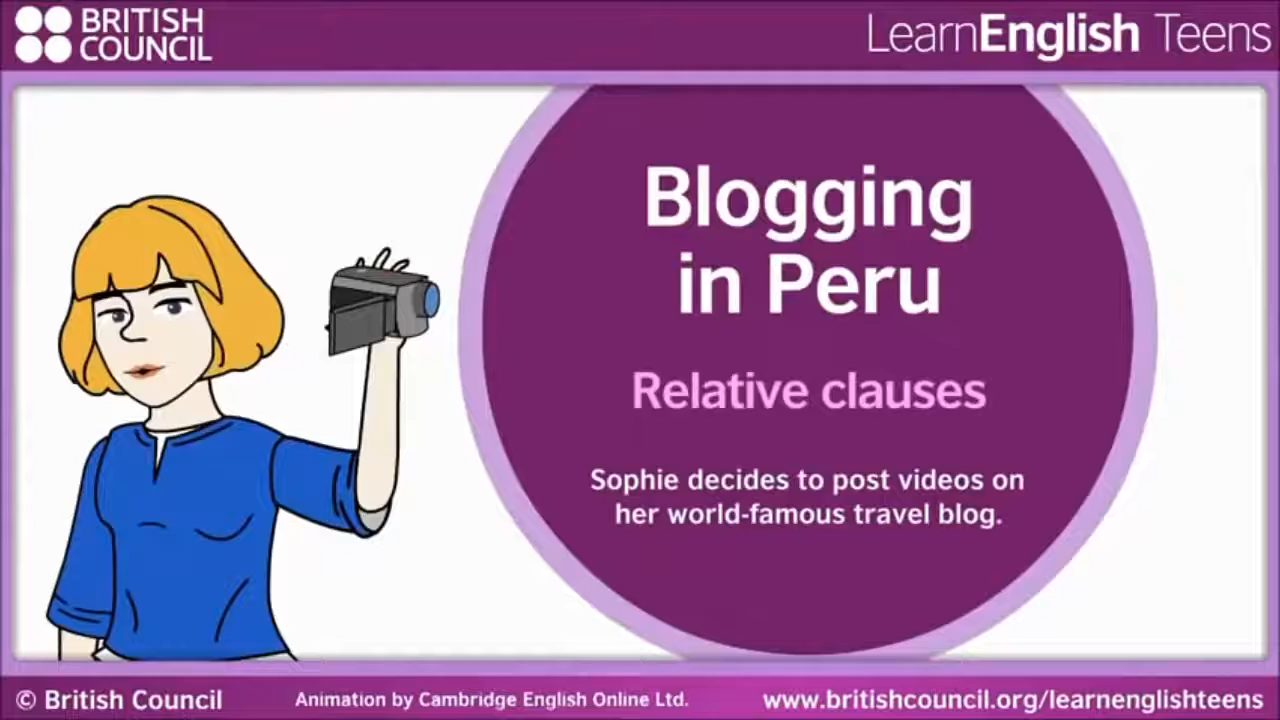 BRITISH
COUNCIL
LearnEnglish Teens
Blogging
in Peru
Relative clauses
Sophie decides to post videos on
her world-famous travel blog.
© British Council
Animation by Cambridge English Online Ltd.
www.britishcouncil.org/learnenglishteens